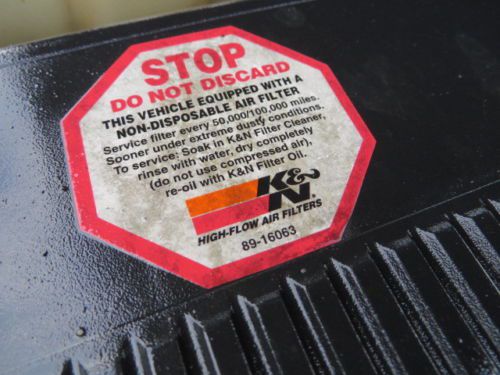 STOP
DO NOT DISCARD
THIS VEHICLE EQUIPPED WITH A
NON-DISPOSABLE AIR FILTER
Service filter every 50,000/100,000 miles.
Sooner under extreme dusty conditions.
To service: Soak in K&N Filter Cleaner,
rinse with water, dry completely
(do not use compressed air),
re-oil with K&N Filter Oil.
K&N®
HIGH-FLOW AIR FILTERS
89-16063